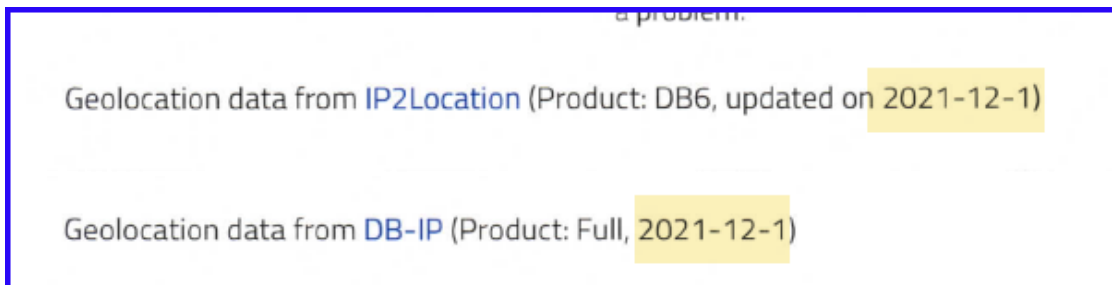 a problem.
Geolocation data from IP2Location (Product: DB6, updated on 2021-12-1)
Geolocation data from DB-IP (Product: Full, 2021-12-1)